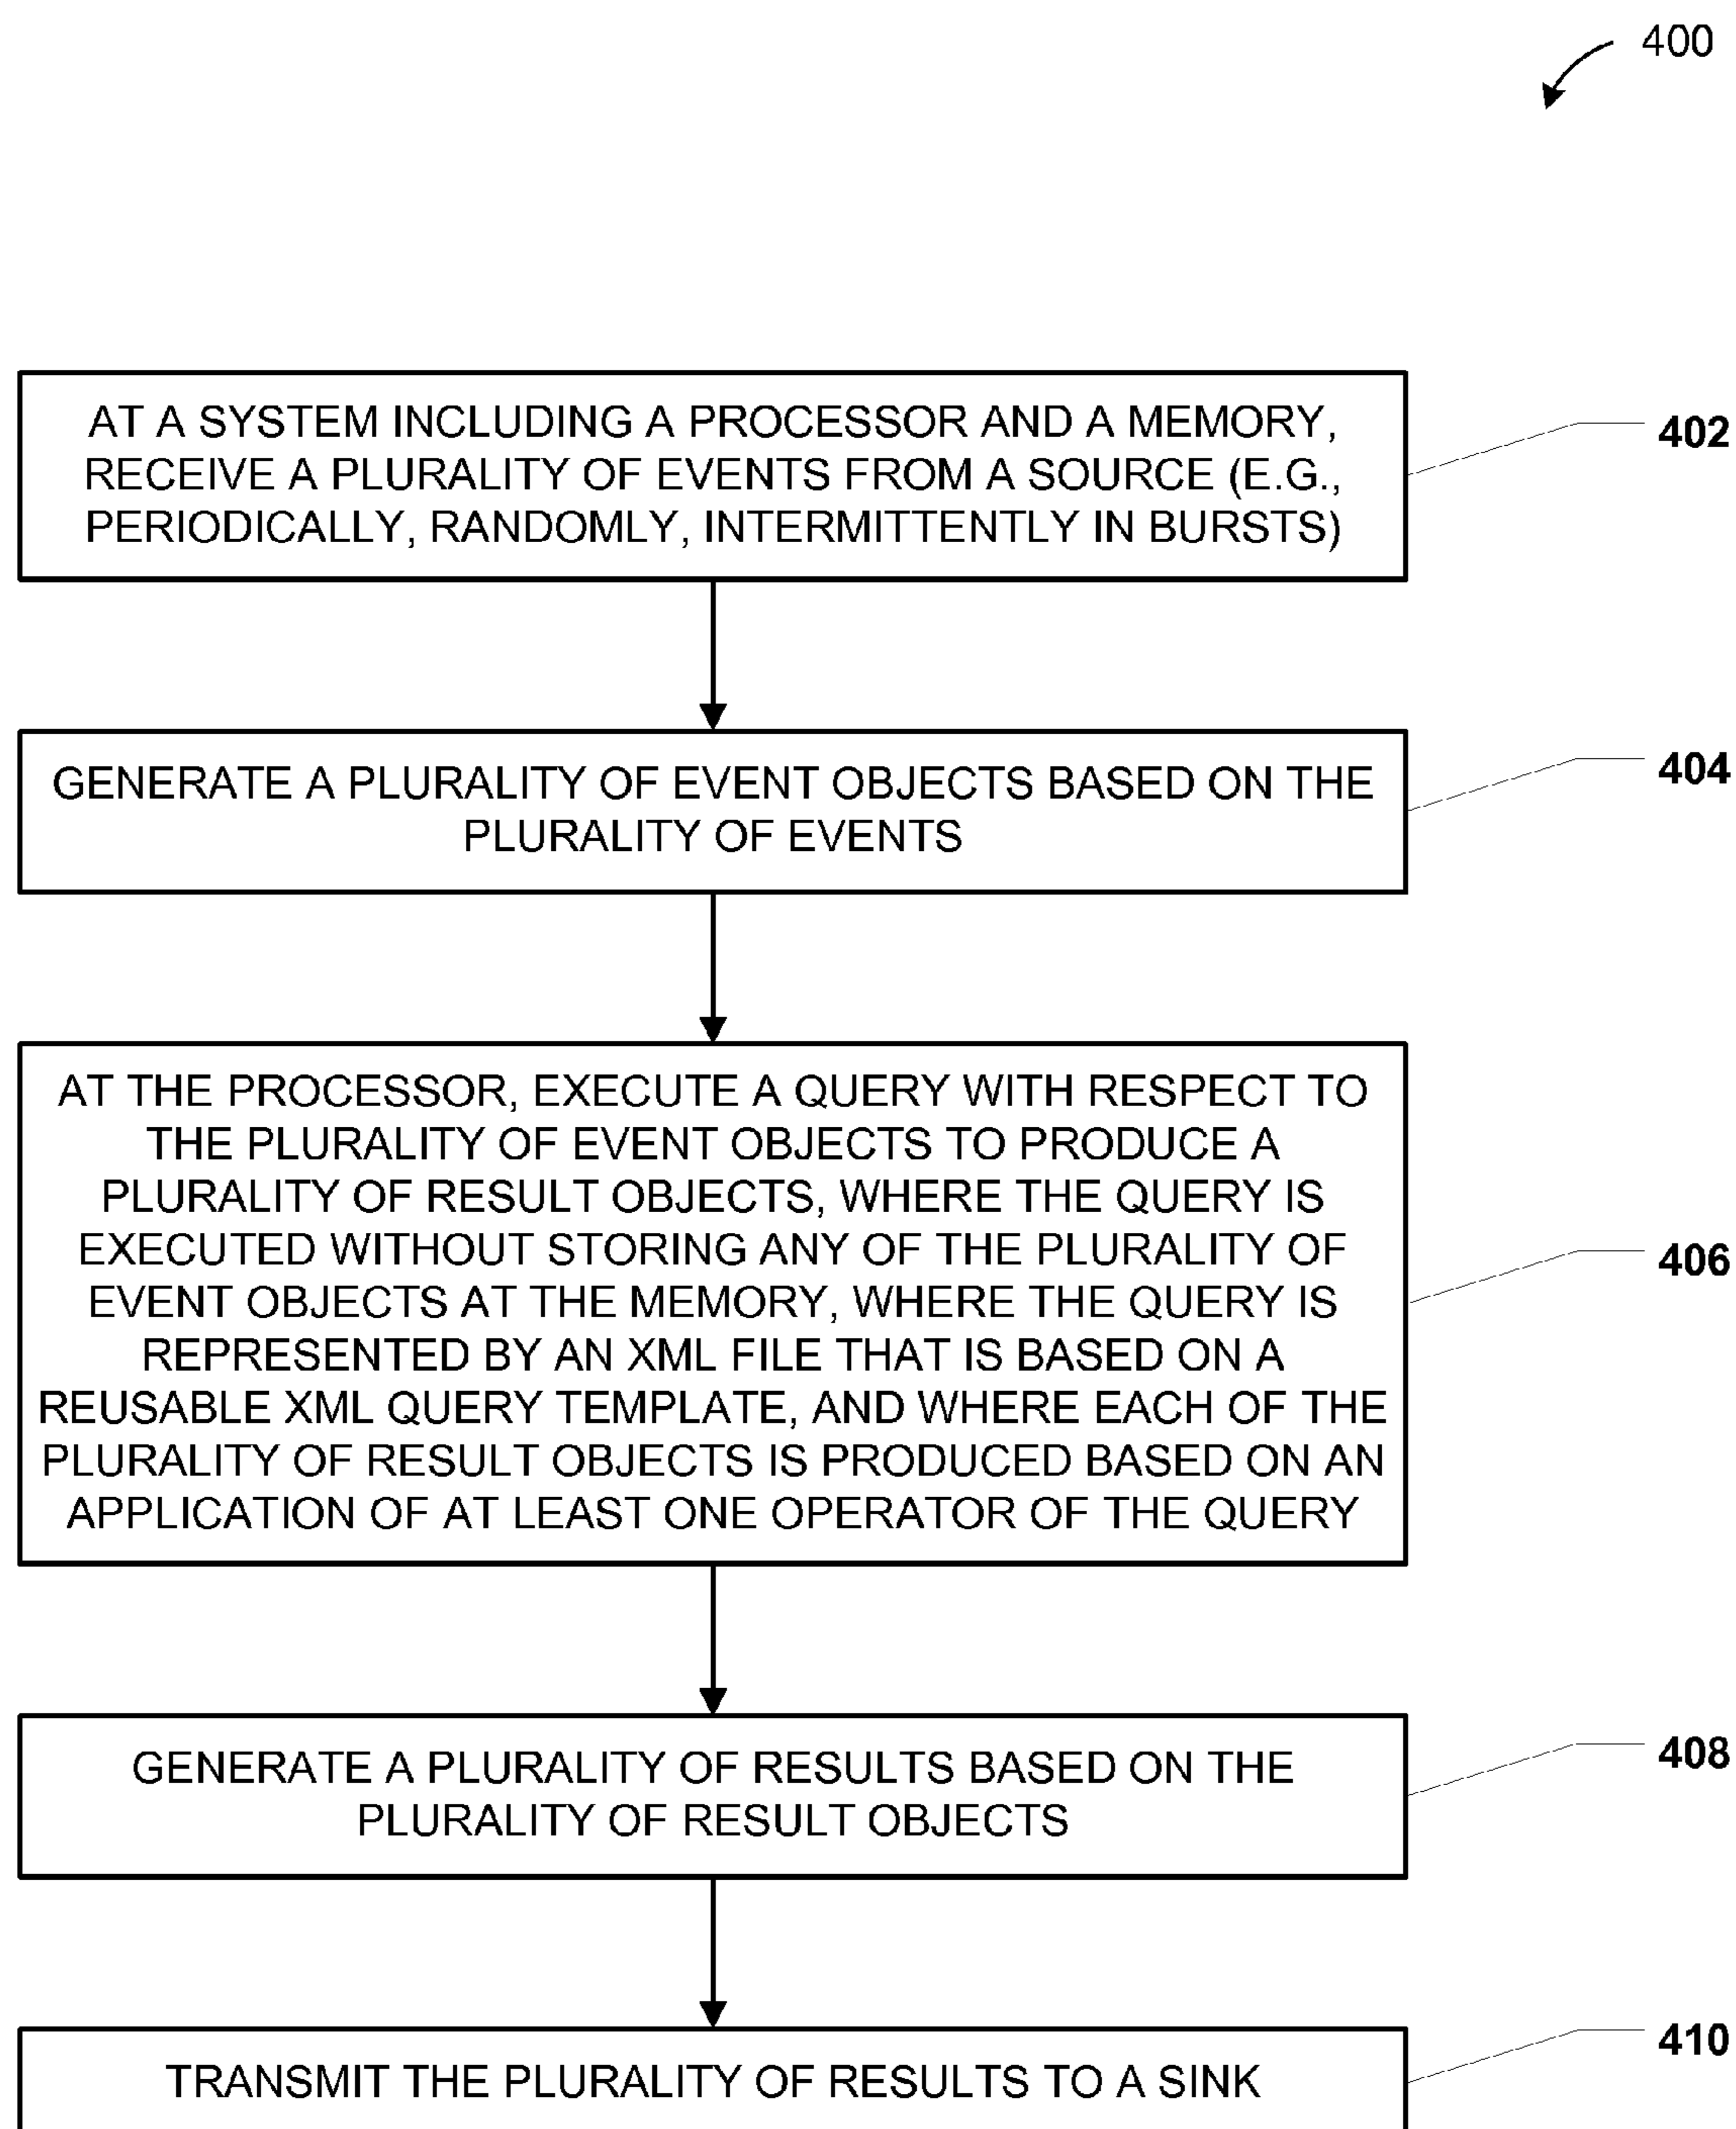 400
AT A SYSTEM INCLUDING A PROCESSOR AND A MEMORY,
RECEIVE A PLURALITY OF EVENTS FROM A SOURCE (E.G.,
PERIODICALLY, RANDOMLY, INTERMITTENTLY IN BURSTS)
402
GENERATE A PLURALITY OF EVENT OBJECTS BASED ON THE
PLURALITY OF EVENTS
404
AT THE PROCESSOR, EXECUTE A QUERY WITH RESPECT TO
THE PLURALITY OF EVENT OBJECTS TO PRODUCE A
PLURALITY OF RESULT OBJECTS, WHERE THE QUERY IS
EXECUTED WITHOUT STORING ANY OF THE PLURALITY OF
EVENT OBJECTS AT THE MEMORY, WHERE THE QUERY IS
REPRESENTED BY AN XML FILE THAT IS BASED ON A
REUSABLE XML QUERY TEMPLATE, AND WHERE EACH OF THE
PLURALITY OF RESULT OBJECTS IS PRODUCED BASED ON AN
APPLICATION OF AT LEAST ONE OPERATOR OF THE QUERY
406
GENERATE A PLURALITY OF RESULTS BASED ON THE
PLURALITY OF RESULT OBJECTS
408
TRANSMIT THE PLURALITY OF RESULTS TO A SINK
410